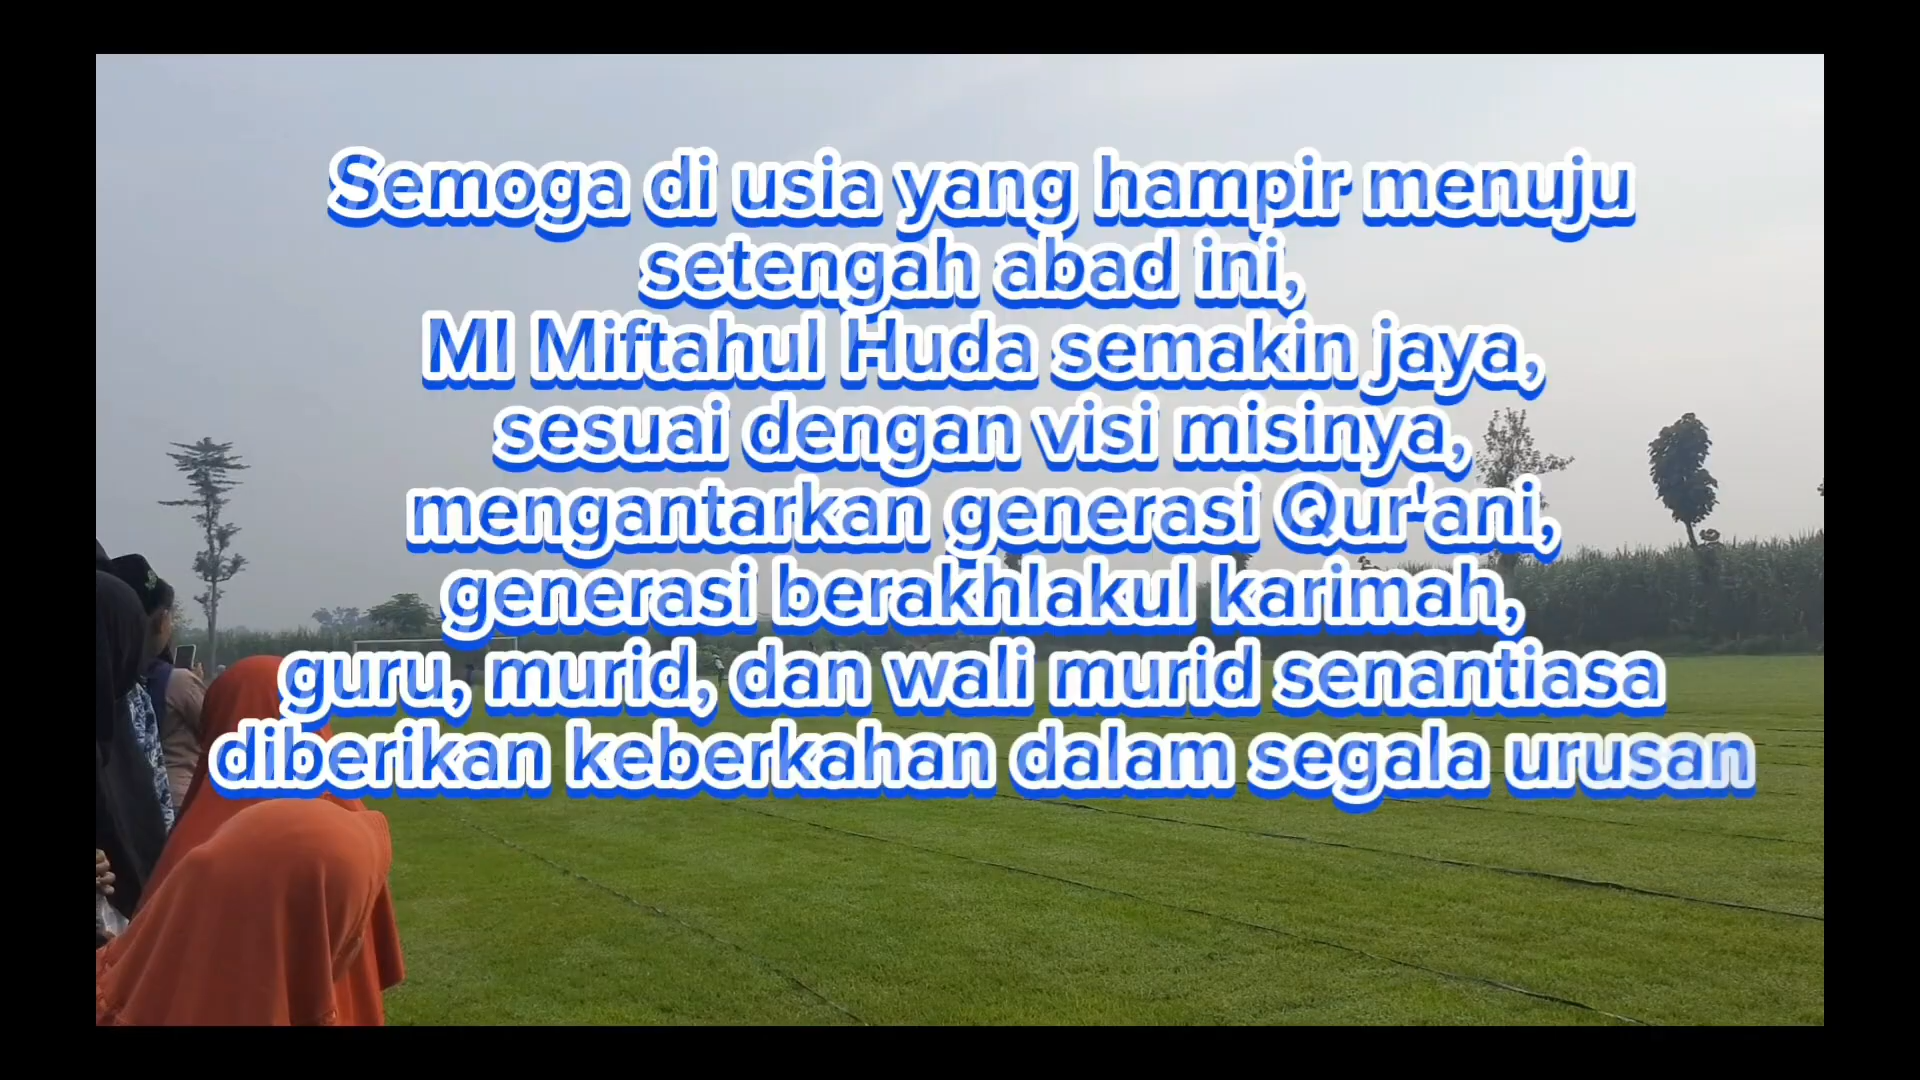 Semoga di usia yang hampir menuju
setengah abad ini,
MI Miftahul Huda semakin jaya,
sesuai dengan visi misinya,
mengantarkan generasi Qur'ani,
generasi berakhlakul karimah,
guru, murid, dan wali murid senantiasa
diberikan keberkahan dalam segala urusan